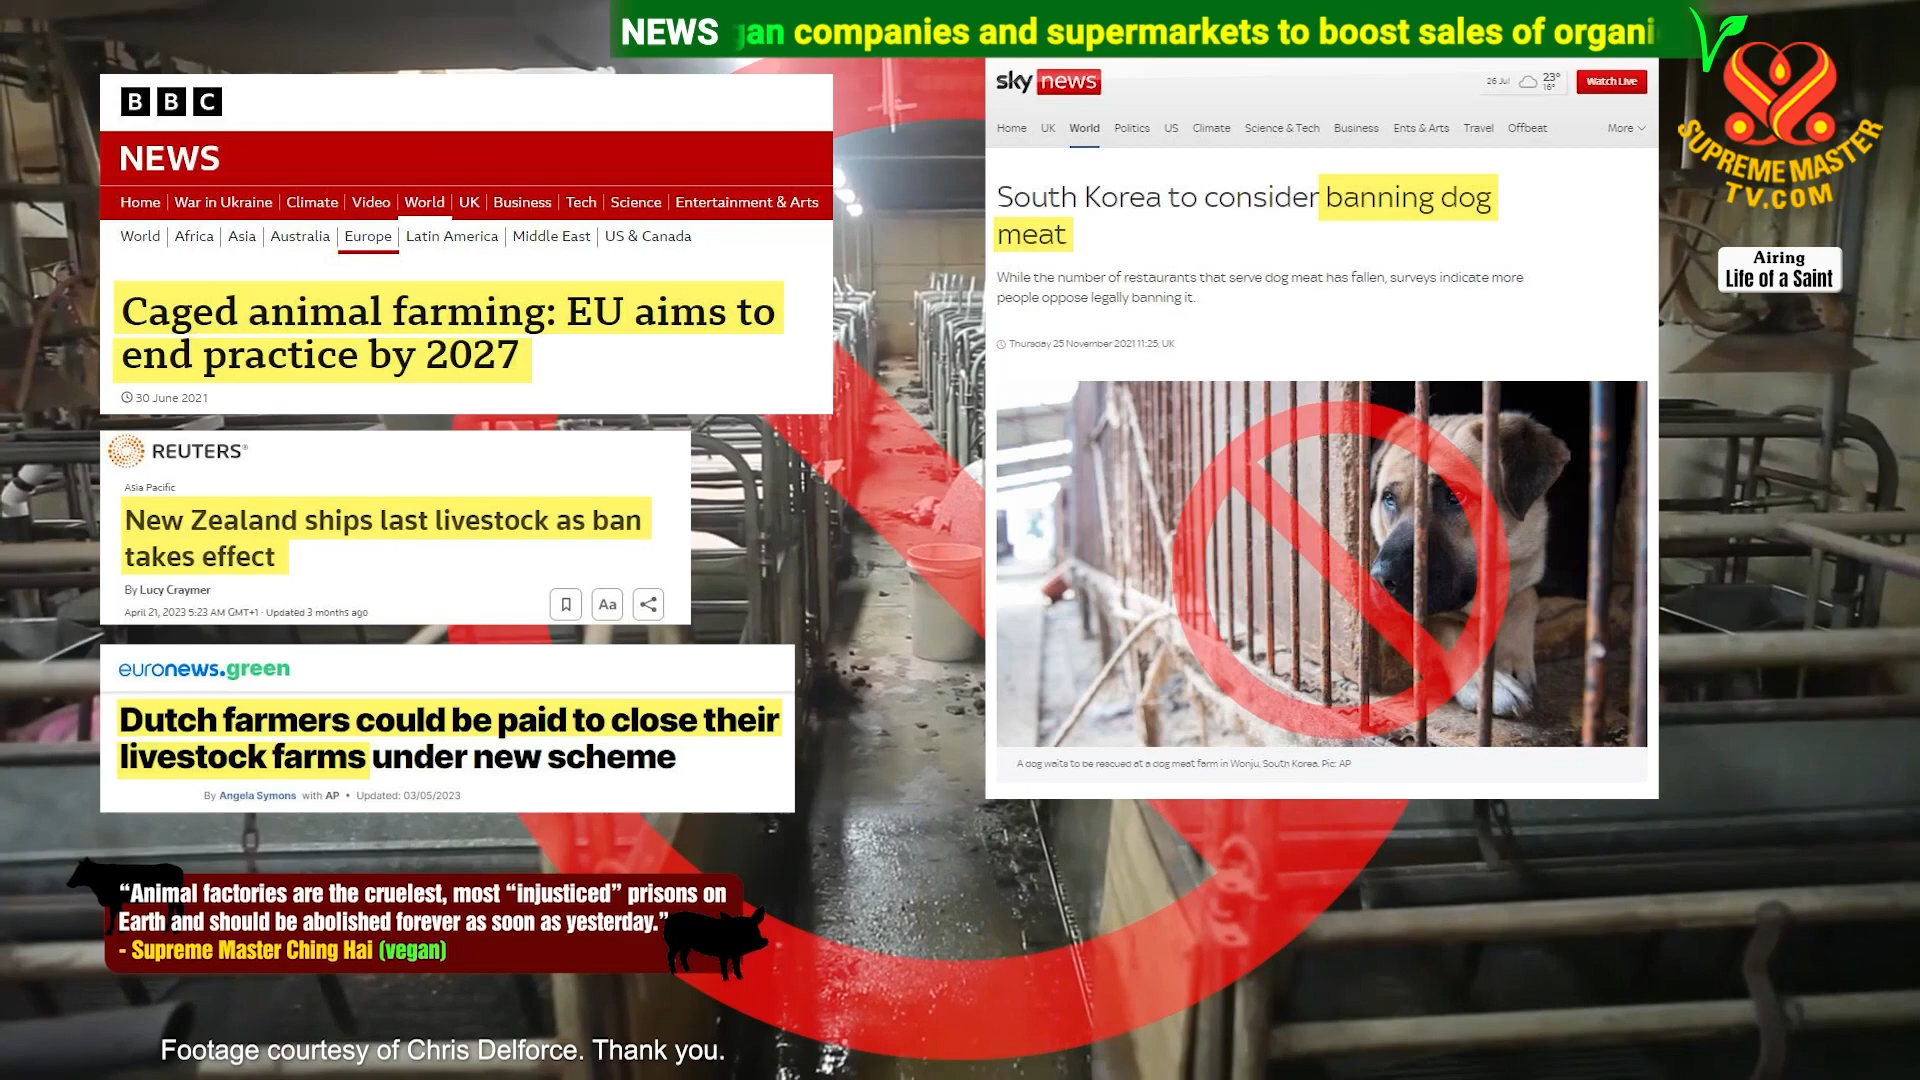 NEWS
gan companies and supermarkets to boost sales of organi
SUPREME MASTER
TV.COM
Airing
Life of a Saint
BBC
NEWS
Home War in Ukraine Climate Video World UK Business Tech Science Entertainment & Arts
World Africa Asia Australia Europe Latin America Middle East US & Canada
Caged animal farming: EU aims to
end practice by 2027
30 June 2021
REUTERS®
Asia Pacific
New Zealand ships last livestock as ban
takes effect
By Lucy Craymer
April 21, 2023 5:23 AM GMT+1 · Updated 3 months ago
Aa
euronews.green
Dutch farmers could be paid to close their
livestock farms under new scheme
By Angela Symons with AP • Updated: 03/05/2023
sky news
26 Jul 23° 16°
Watch Live
Home UK World Politics US Climate Science & Tech Business Ents & Arts Travel Offbeat More
South Korea to consider banning dog
meat
While the number of restaurants that serve dog meat has fallen, surveys indicate more
people oppose legally banning it.
Thursday 25 November 2021 11:25, UK
A dog waits to be rescued at a dog meat farm in Wonju, South Korea. Pic: AP
“Animal factories are the cruelest, most “injusticed” prisons on
Earth and should be abolished forever as soon as yesterday.”
- Supreme Master Ching Hai (vegan)
Footage courtesy of Chris Delforce. Thank you.